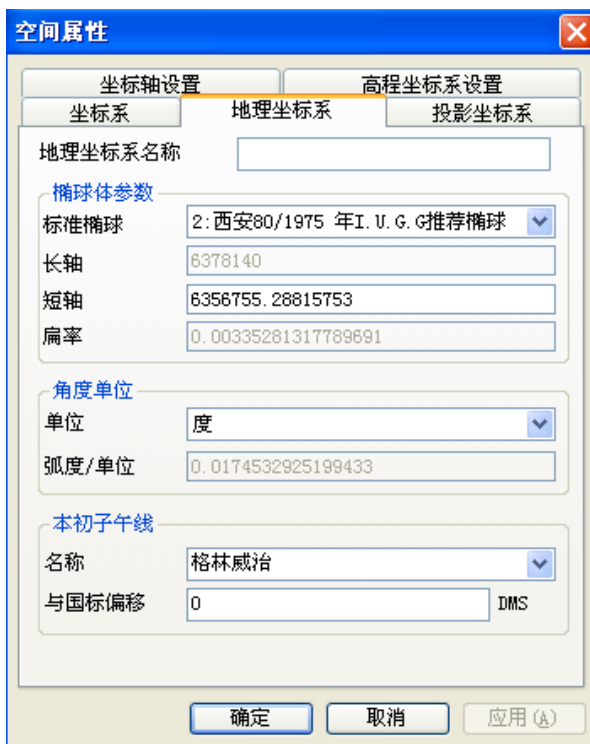 空间属性
坐标轴设置 高程坐标系设置
坐标系 地理坐标系 投影坐标系
地理坐标系名称
椭球体参数
标准椭球 2:西安80/1975 年I.U.G.G推荐椭球
长轴 6378140
短轴 6356755.28815753
扁率 0.00335281317789691
角度单位
单位 度
弧度/单位 0.0174532925199433
本初子午线
名称 格林威治
与国标偏移 0 DMS
确定 取消 应用(A)